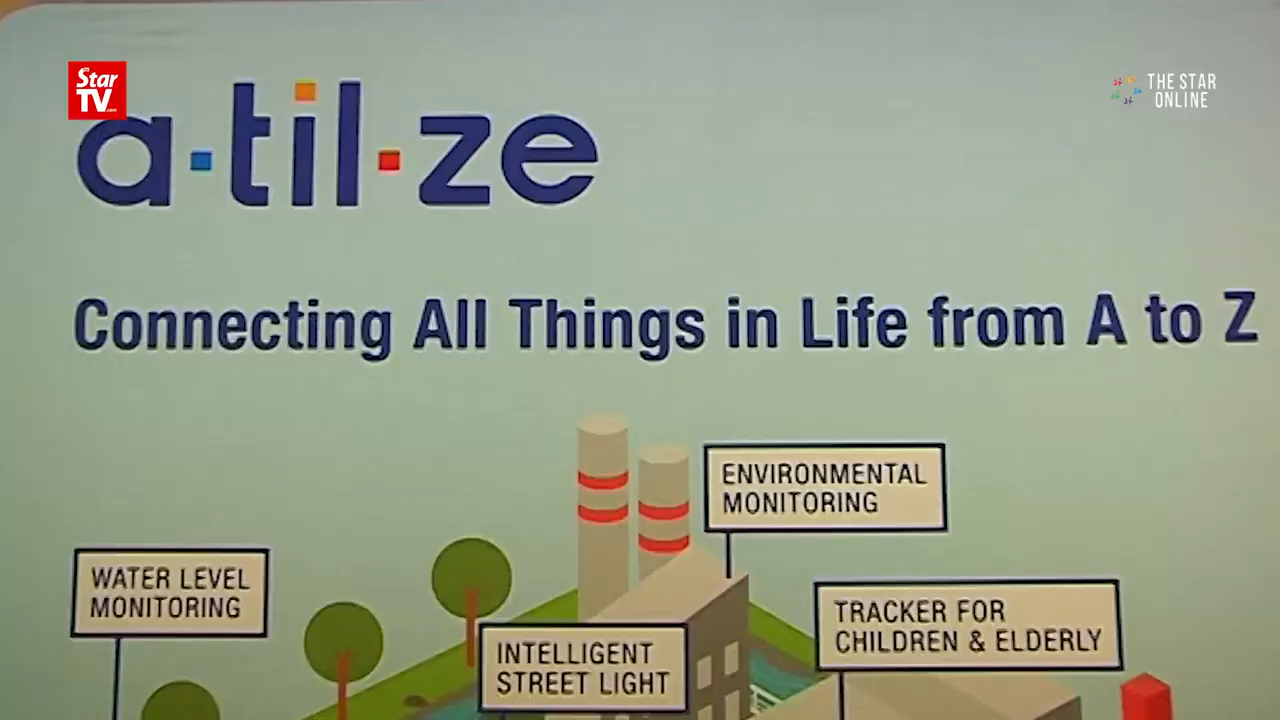 Star
TV.com
THE STAR
ONLINE
a·til·ze
Connecting All Things in Life from A to Z
ENVIRONMENTAL
MONITORING
WATER LEVEL
MONITORING
TRACKER FOR
CHILDREN & ELDERLY
INTELLIGENT
STREET LIGHT